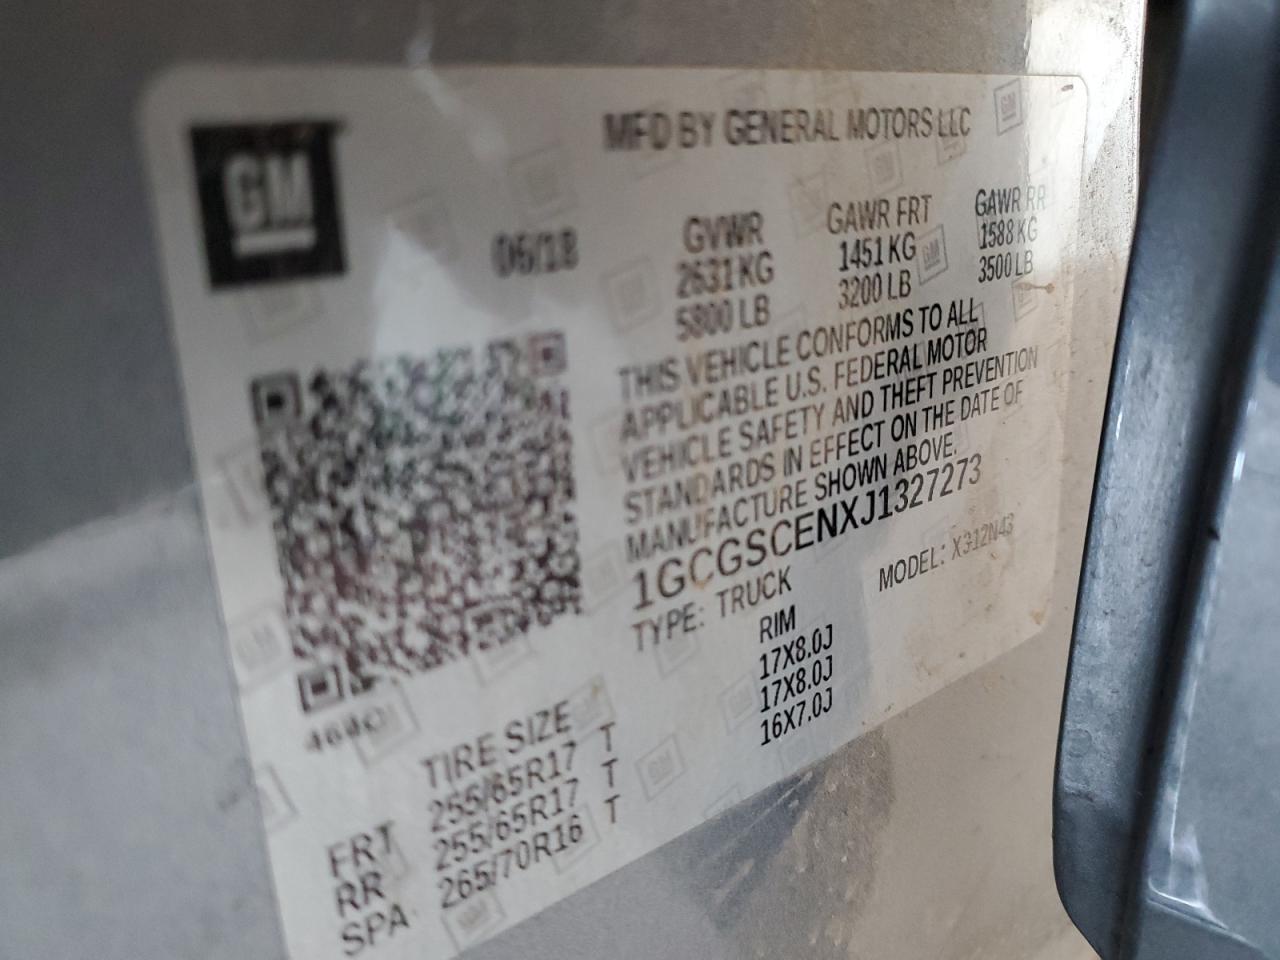 GM
MFD BY GENERAL MOTORS LLC
06/18
GVWR GAWR FRT GAWR RR
2631 KG 1451 KG 1588 KG
5800 LB 3200 LB 3500 LB
THIS VEHICLE CONFORMS TO ALL
APPLICABLE U.S. FEDERAL MOTOR
VEHICLE SAFETY AND THEFT PREVENTION
STANDARDS IN EFFECT ON THE DATE OF
MANUFACTURE SHOWN ABOVE.
1GCGSCENXJ1327273
TYPE: TRUCK MODEL: X312N43
TIRE SIZE RIM
FRT 255/65R17 T 17X8.0J
RR 255/65R17 T 17X8.0J
SPA 265/70R16 T 16X7.0J